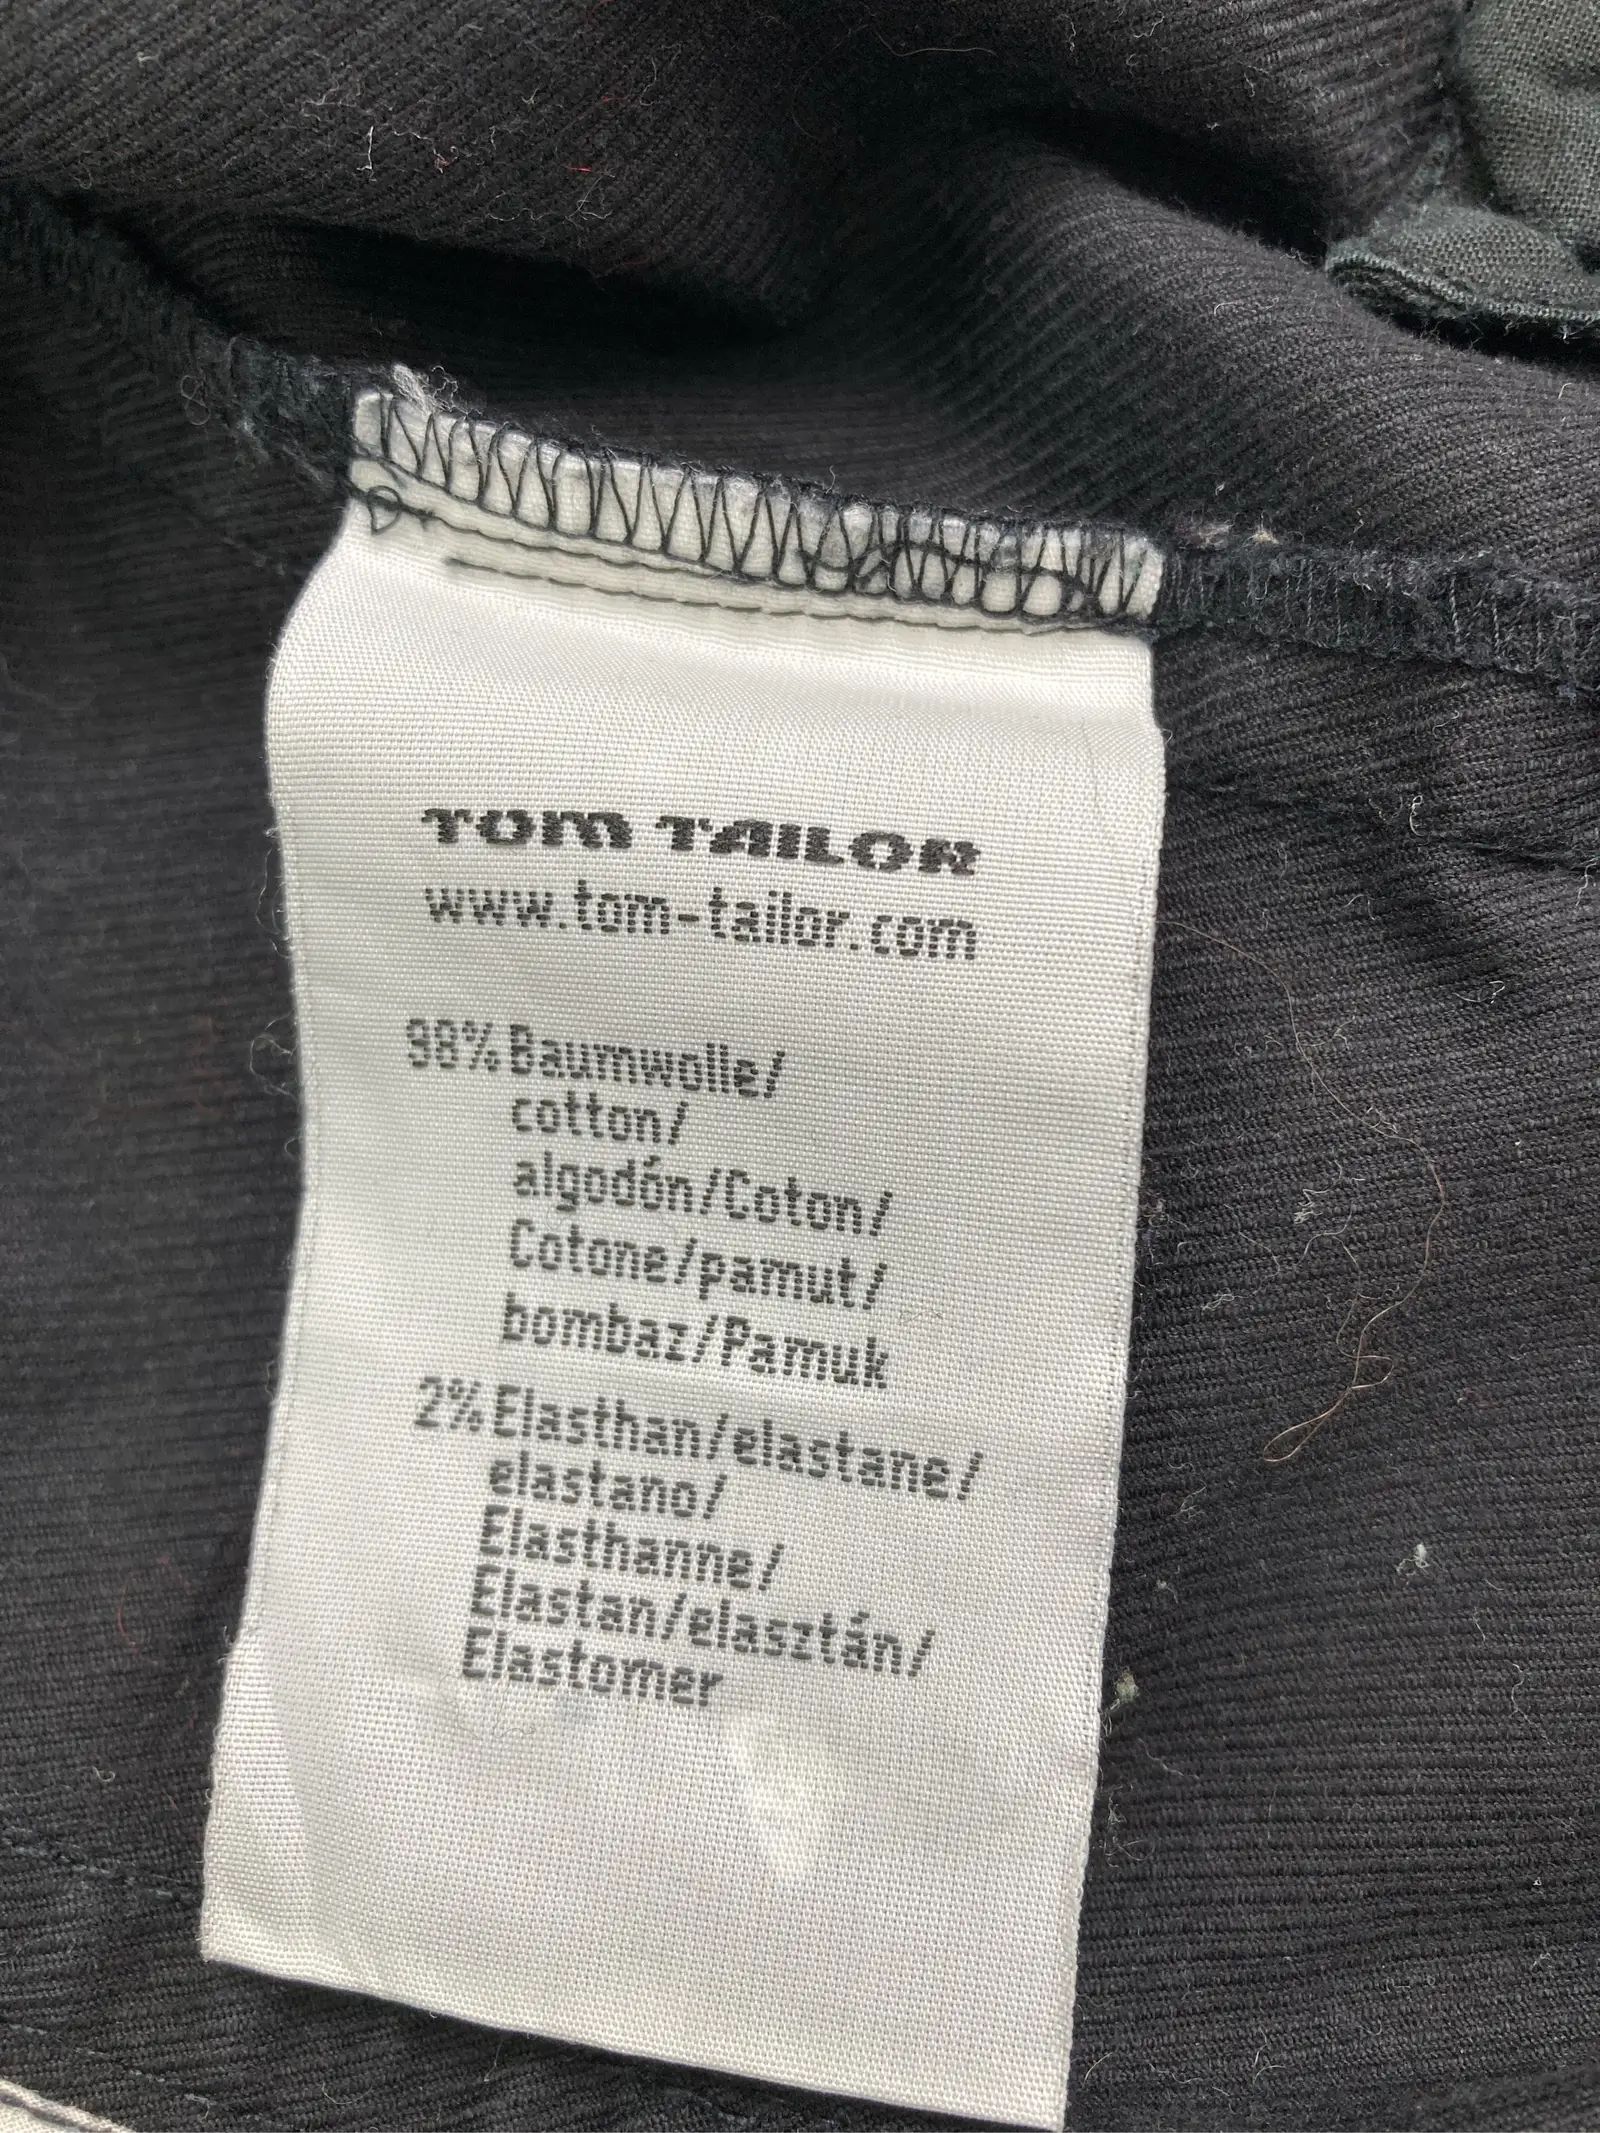 TOM TAILOR
www.tom-tailor.com
98% Baumwolle/
cotton/
algodón/Coton/
Cotone/pamut/
bombaz/Pamuk
2% Elasthan/elastane/
elastano/
Elasthanne/
Elastan/elasztán/
Elastomer